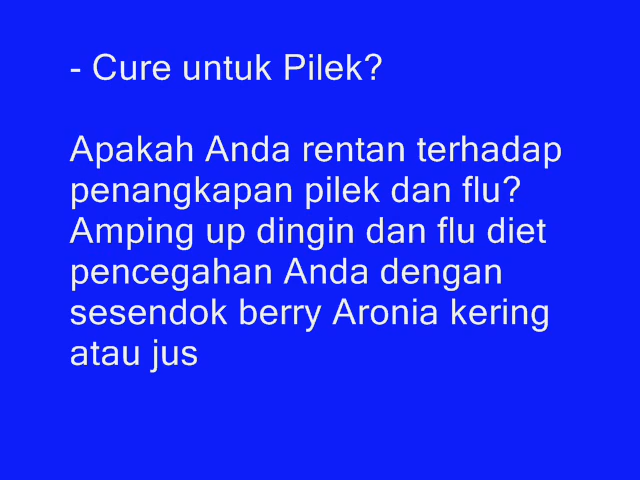 - Cure untuk Pilek?
Apakah Anda rentan terhadap
penangkapan pilek dan flu?
Amping up dingin dan flu diet
pencegahan Anda dengan
sesendok berry Aronia kering
atau jus